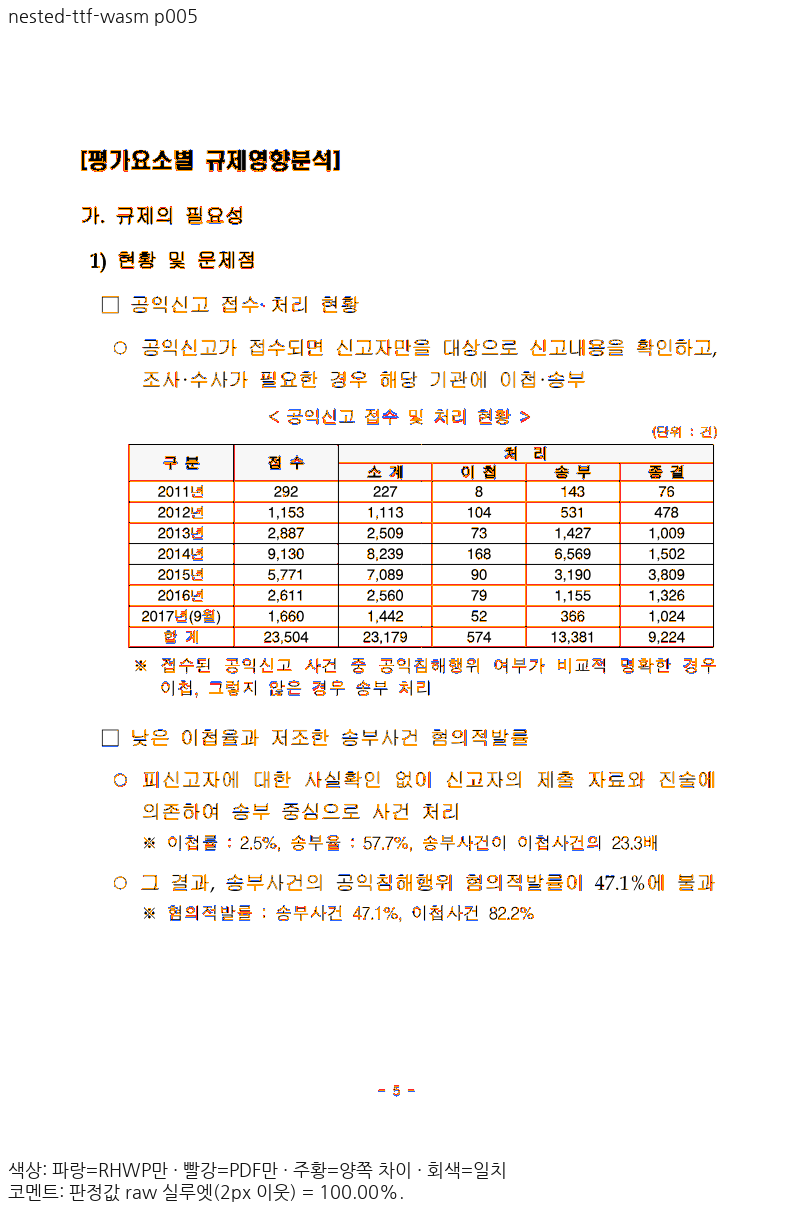 nested-ttf-wasm p005
[평가요소별 규제영향분석]
가. 규제의 필요성
1) 현황 및 문제점
□ 공익신고 접수·처리 현황
○ 공익신고가 접수되면 신고자만을 대상으로 신고내용을 확인하고,
조사·수사가 필요한 경우 해당 기관에 이첩·송부
< 공익신고 접수 및 처리 현황 >
(단위 : 건)
구 분 접 수 처 리
소 계 이 첩 송 부 종 결
2011년 292 227 8 143 76
2012년 1,153 1,113 104 531 478
2013년 2,887 2,509 73 1,427 1,009
2014년 9,130 8,239 168 6,569 1,502
2015년 5,771 7,089 90 3,190 3,809
2016년 2,611 2,560 79 1,155 1,326
2017년(9월) 1,660 1,442 52 366 1,024
합 계 23,504 23,179 574 13,381 9,224
※ 접수된 공익신고 사건 중 공익침해행위 여부가 비교적 명확한 경우
이첩, 그렇지 않은 경우 송부 처리
□ 낮은 이첩율과 저조한 송부사건 혐의적발률
○ 피신고자에 대한 사실확인 없이 신고자의 제출 자료와 진술에
의존하여 송부 중심으로 사건 처리
※ 이첩률 : 2.5%, 송부율 : 57.7%, 송부사건이 이첩사건의 23.3배
○ 그 결과, 송부사건의 공익침해행위 혐의적발률이 47.1%에 불과
※ 혐의적발률 : 송부사건 47.1%, 이첩사건 82.2%
- 5 -
색상: 파랑=RHWP만 · 빨강=PDF만 · 주황=양쪽 차이 · 회색=일치
코멘트: 판정값 raw 실루엣(2px 이웃) = 100.00%.